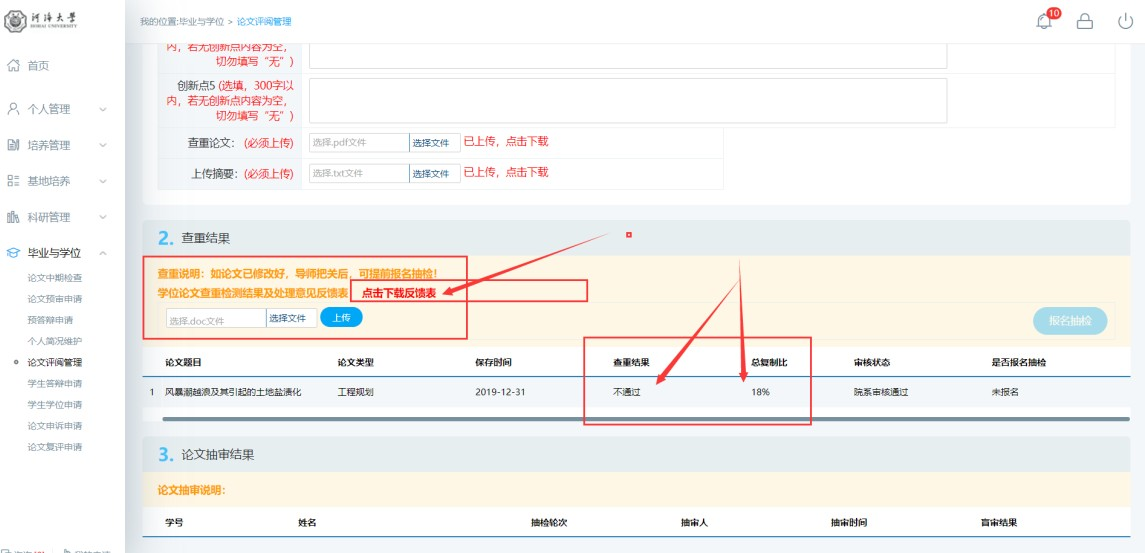 河海大学
HOHAI UNIVERSITY
我的位置:毕业与学位 > 论文评阅管理
10
首页
个人管理
培养管理
基地培养
科研管理
毕业与学位
论文中期检查
论文预审申请
预答辩申请
个人简况维护
论文评阅管理
学生答辩申请
学生学位申请
论文申诉申请
论文复评申请
内，若无创新点内容为空，
切勿填写“无”)
创新点5 (选填，300字以
内，若无创新点内容为空，
切勿填写“无”)
查重论文： (必须上传) 选择.pdf文件 选择文件 已上传，点击下载
上传摘要： (必须上传) 选择.txt文件 选择文件 已上传，点击下载
2. 查重结果
查重说明：如论文已修改好，导师把关后，可提前报名抽检！
学位论文查重检测结果及处理意见反馈表 点击下载反馈表
选择.doc文件 选择文件 上传
报名抽检
论文题目 论文类型 保存时间 查重结果 总复制比 审核状态 是否报名抽检
1 风暴潮越浪及其引起的土地盐渍化 工程规划 2019-12-31 不通过 18% 院系审核通过 未报名
3. 论文抽审结果
论文抽审说明：
学号 姓名 抽检轮次 抽审人 抽审时间 盲审结果